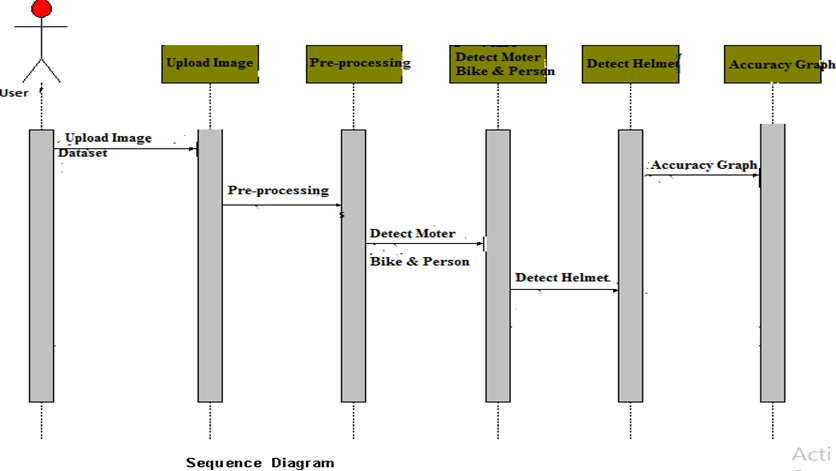 User
Upload Image
Pre-processing
Detect Moter
Bike & Person
Detect Helmet
Accuracy Graph
Upload Image
Dataset
Pre-processing
s
Detect Moter
Bike & Person
Detect Helmet.
Accuracy Graph
Sequence Diagram
Acti